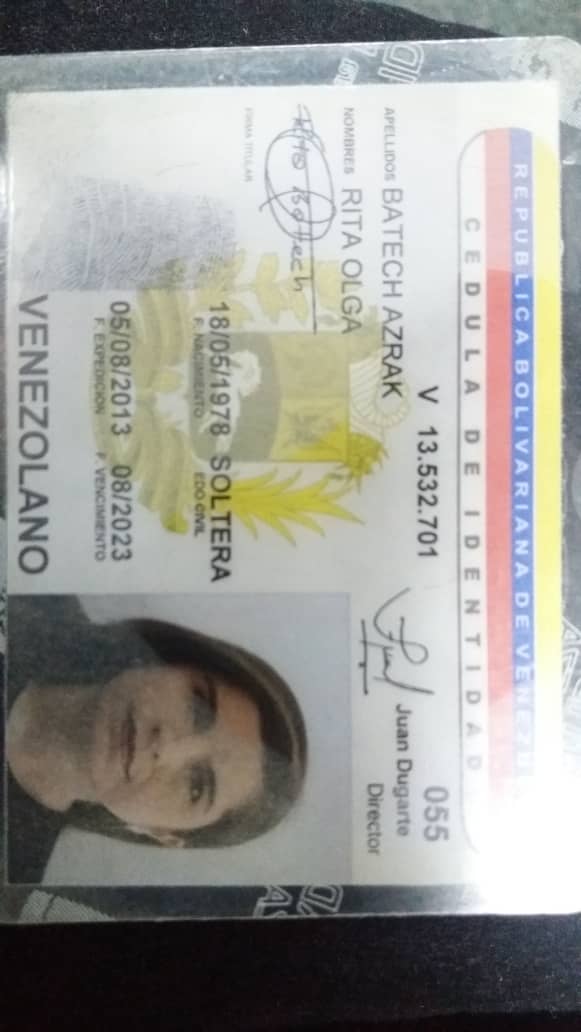 REPUBLICA BOLIVARIANA DE VENEZU
CEDULA DE IDENTIDAD
V 13.532.701
055
APELLIDOS BATECH AZRAK
Juan Dugarte
Director
NOMBRES RITA OLGA
FIRMA TITULAR
18/05/1978 SOLTERA
F. NACIMIENTO EDO CIVIL
05/08/2013 08/2023
F. EXPEDICION F. VENCIMIENTO
VENEZOLANO